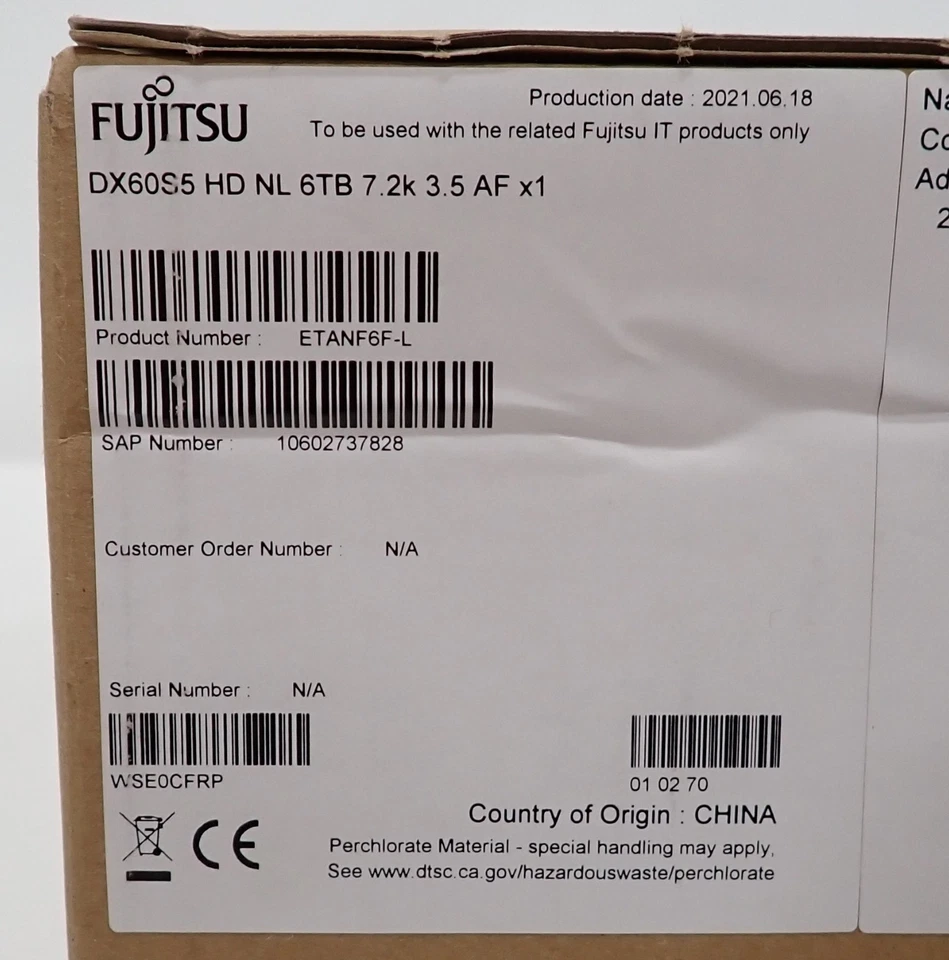 FUJITSU
Production date : 2021.06.18
To be used with the related Fujitsu IT products only
DX60S5 HD NL 6TB 7.2k 3.5 AF x1
Product Number : ETANF6F-L
SAP Number : 10602737828
Customer Order Number : N/A
Serial Number : N/A
WSE0CFRP
01 02 70
Country of Origin : CHINA
Perchlorate Material - special handling may apply,
See www.dtsc.ca.gov/hazardouswaste/perchlorate
CE